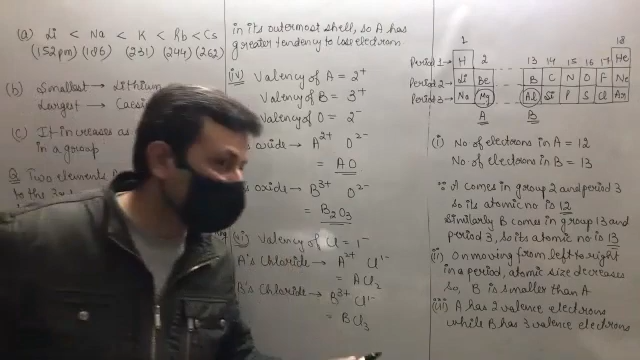 (a) Li < Na < K < Rb < Cs
(152pm) (186) (231) (244) (262)
(b) Smallest → Lithium
Largest → Caesi
(c) It increases as
in a group
Q Two elements
to the
in its outermost shell, so A has
greater tendency to lose electron.
(iv) Valency of A = 2+
Valency of B = 3+
Valency of O = 2-
oxide → A2+ O2-
= AO
oxide → B3+ O2-
= B2O3
(vi) Valency of Cl = 1-
A's Chloride → A2+ Cl1-
= ACl2
B's Chloride → B3+ Cl1-
= BCl3
1 18
Period 1→ H 2 13 14 15 16 17 He
Period 2→ Li Be B C N O F Ne
Period 3→ Na Mg Al Si P S Cl Ar
A B
(i) No of electrons in A = 12
No of electrons in B = 13
∵ A comes in group 2 and period 3
so its atomic no is 12
Similarly B comes in group 13 and
period 3, so its atomic no is 13
(ii) On moving from left to right
in a period, atomic size decreases
so, B is smaller than A
(iii) A has 2 valence electrons
while B has 3 valence electrons